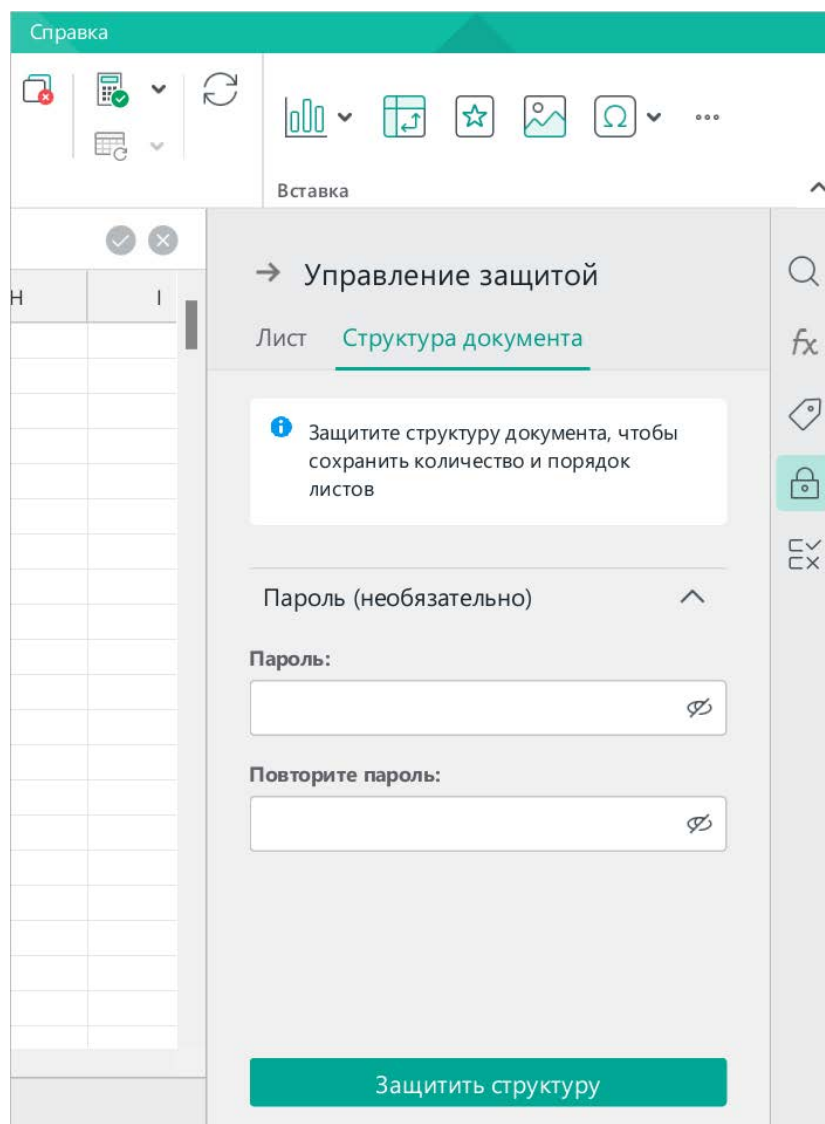 Справка
Вставка
H I
Управление защитой
Лист Структура документа
Защитите структуру документа, чтобы
сохранить количество и порядок
листов
Пароль (необязательно)
Пароль:
Повторите пароль:
Защитить структуру